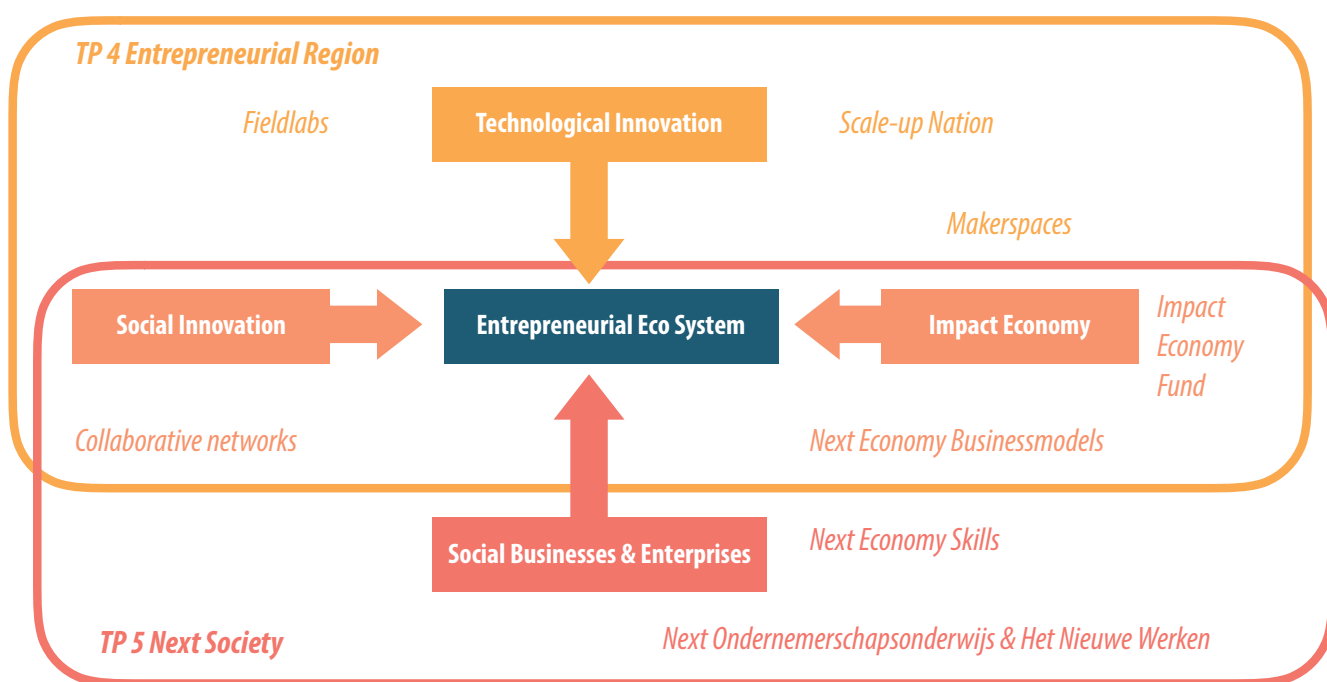 TP 4 Entrepreneurial Region
Fieldlabs
Technological Innovation
Scale-up Nation
Makerspaces
Social Innovation
Entrepreneurial Eco System
Impact Economy
Impact
Economy
Fund
Collaborative networks
Next Economy Businessmodels
Social Businesses & Enterprises
Next Economy Skills
TP 5 Next Society
Next Ondernemerschapsonderwijs & Het Nieuwe Werken